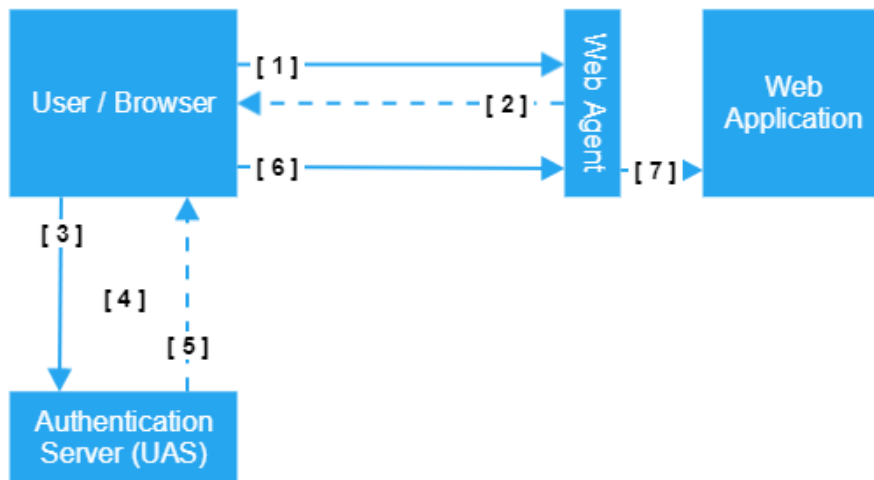 [ 1 ]
User / Browser
[ 2 ]
Web Agent
Web
Application
[ 6 ]
[ 7 ]
[ 3 ]
[ 4 ]
[ 5 ]
Authentication
Server (UAS)